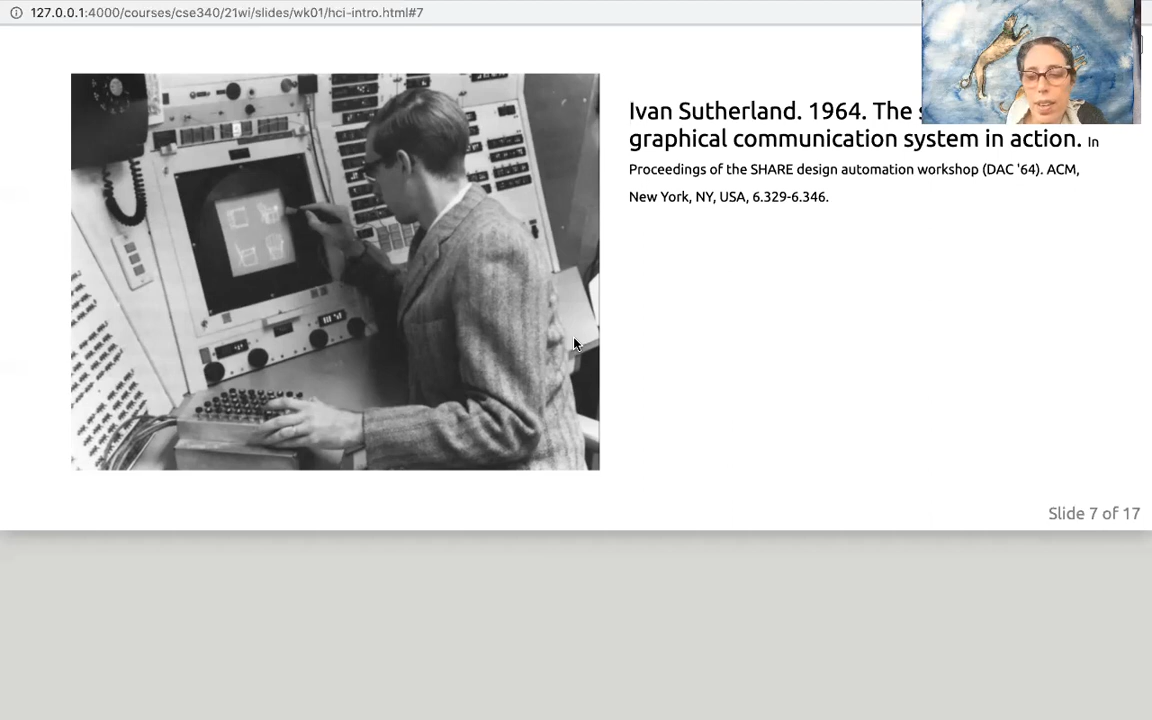 127.0.0.1:4000/courses/cse340/21wi/slides/wk01/hci-intro.html#7
Ivan Sutherland. 1964. The
graphical communication system in action. In
Proceedings of the SHARE design automation workshop (DAC '64). ACM,
New York, NY, USA, 6.329-6.346.
Slide 7 of 17